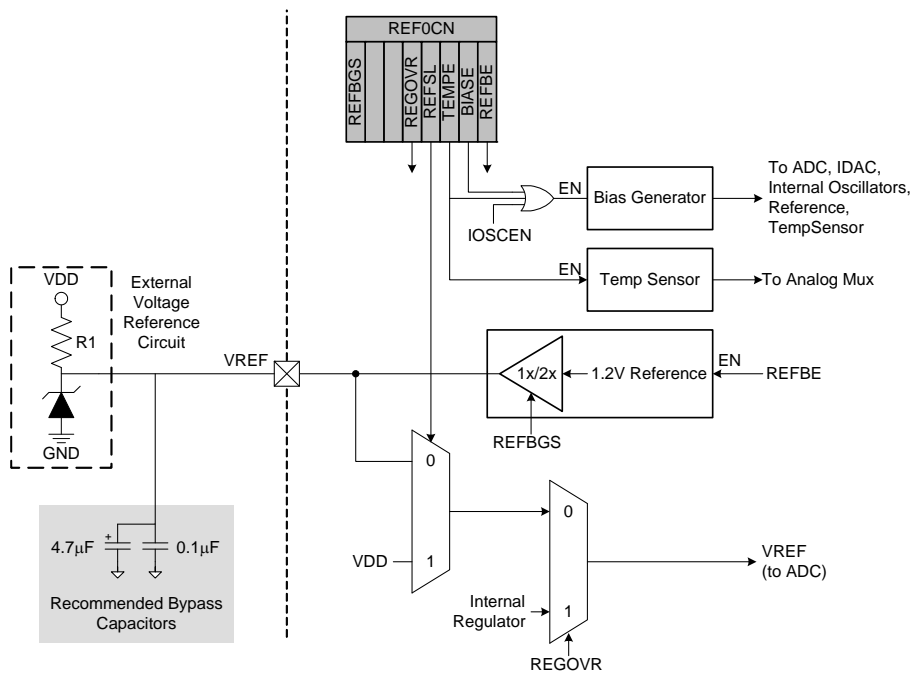 REF0CN
REFBGS
REGOVR
REFSL
TEMPE
BIASE
REFBE
EN
Bias Generator
To ADC, IDAC,
Internal Oscillators,
Reference,
TempSensor
IOSCEN
EN
Temp Sensor
To Analog Mux
VDD
R1
GND
External
Voltage
Reference
Circuit
VREF
1x/2x
1.2V Reference
EN
REFBE
REFBGS
0
VDD
1
0
Internal
Regulator
1
REGOVR
VREF
(to ADC)
4.7μF
+
0.1μF
Recommended Bypass
Capacitors